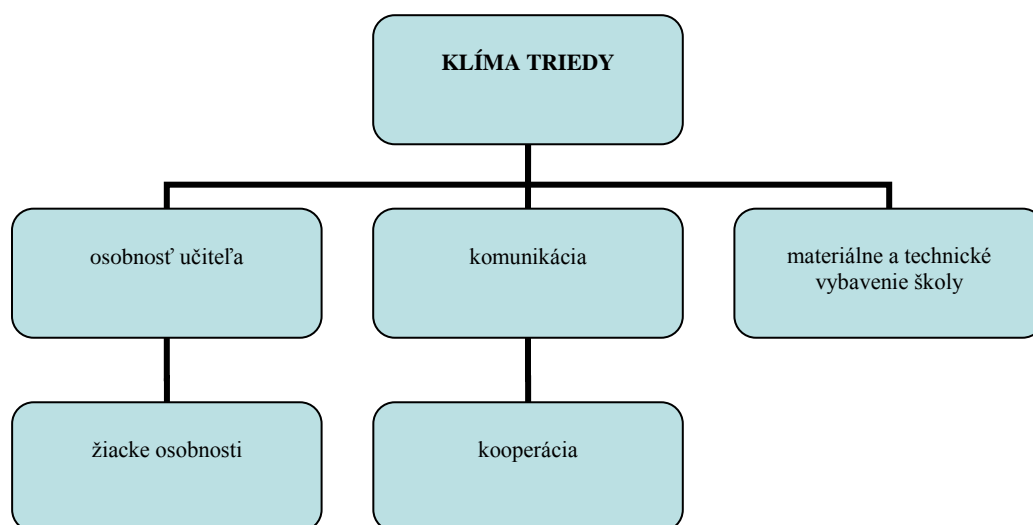 KLÍMA TRIEDY
osobnosť učiteľa
komunikácia
materiálne a technické
vybavenie školy
žiacke osobnosti
kooperácia